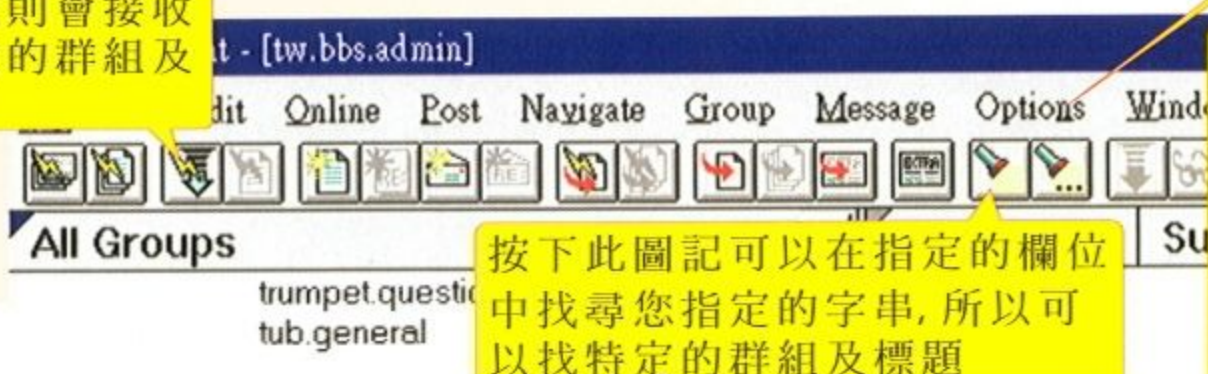 則會接收
的群組及
t - [tw.bbs.admin]
dit Online Post Navigate Group Message Options Windo
EXTRA
All Groups
Su
trumpet.questio
tub.general
按下此圖記可以在指定的欄位
中找尋您指定的字串, 所以可
以找特定的群組及標題